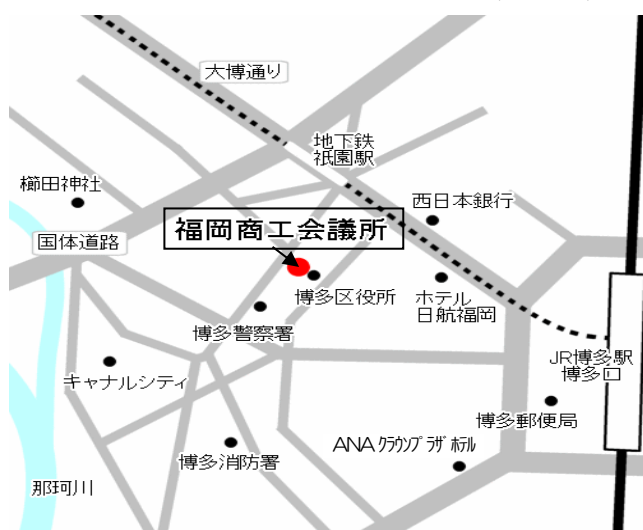 大博通り
地下鉄
祇園駅
櫛田神社
西日本銀行
福岡商工会議所
国体道路
博多区役所
ホテル
日航福岡
博多警察署
JR博多駅
博多口
キャナルシティ
博多郵便局
ANAクラウンプラザホテル
博多消防署
那珂川